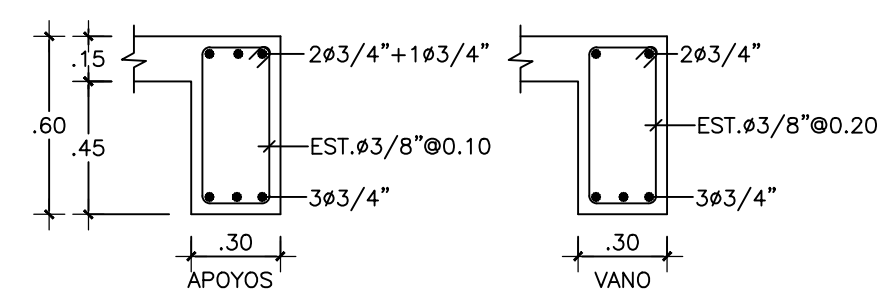 .15
.60
.45
2ø3/4”+1ø3/4”
EST.ø3/8”@0.10
3ø3/4”
.30
APOYOS
2ø3/4”
EST.ø3/8”@0.20
3ø3/4”
.30
VANO